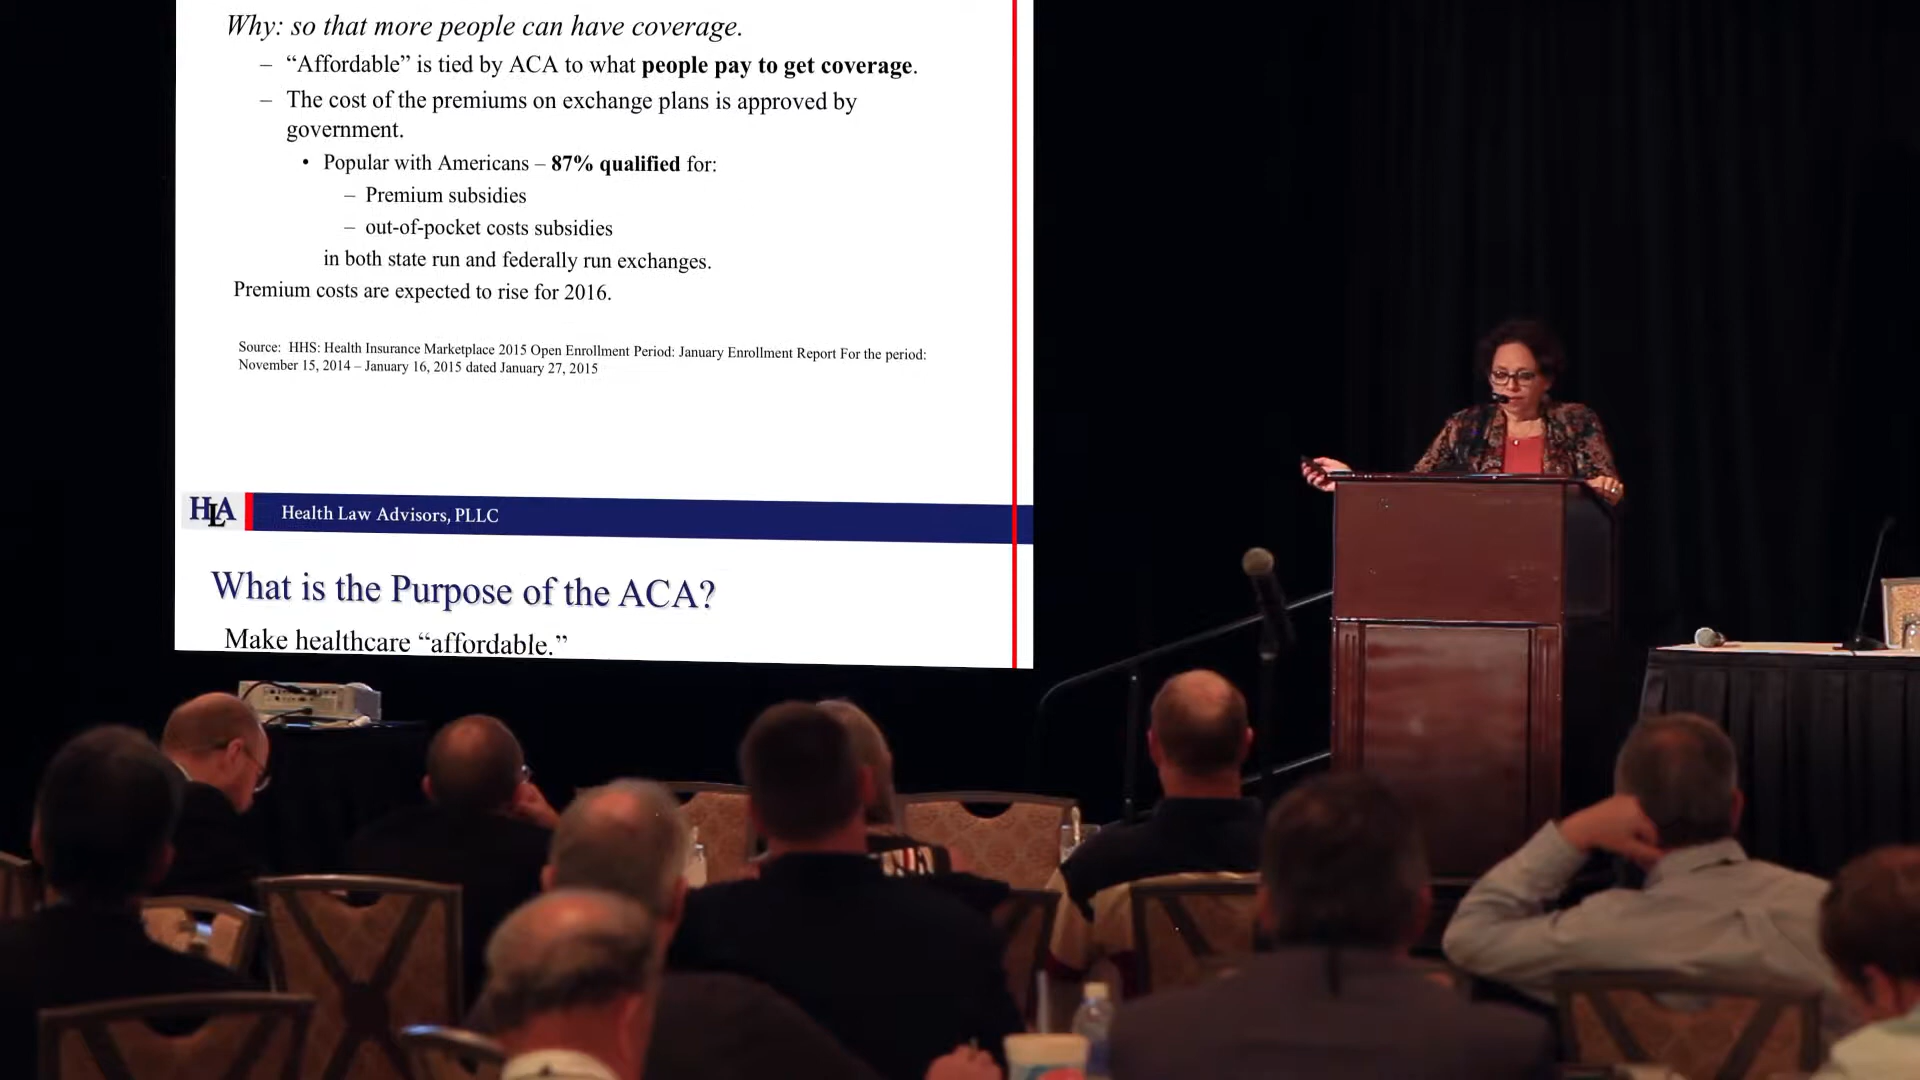 Why: so that more people can have coverage.
– “Affordable” is tied by ACA to what people pay to get coverage.
– The cost of the premiums on exchange plans is approved by
government.
• Popular with Americans – 87% qualified for:
– Premium subsidies
– out-of-pocket costs subsidies
in both state run and federally run exchanges.
Premium costs are expected to rise for 2016.
Source: HHS: Health Insurance Marketplace 2015 Open Enrollment Period: January Enrollment Report For the period:
November 15, 2014 – January 16, 2015 dated January 27, 2015
HLA Health Law Advisors, PLLC
What is the Purpose of the ACA?
Make healthcare “affordable.”